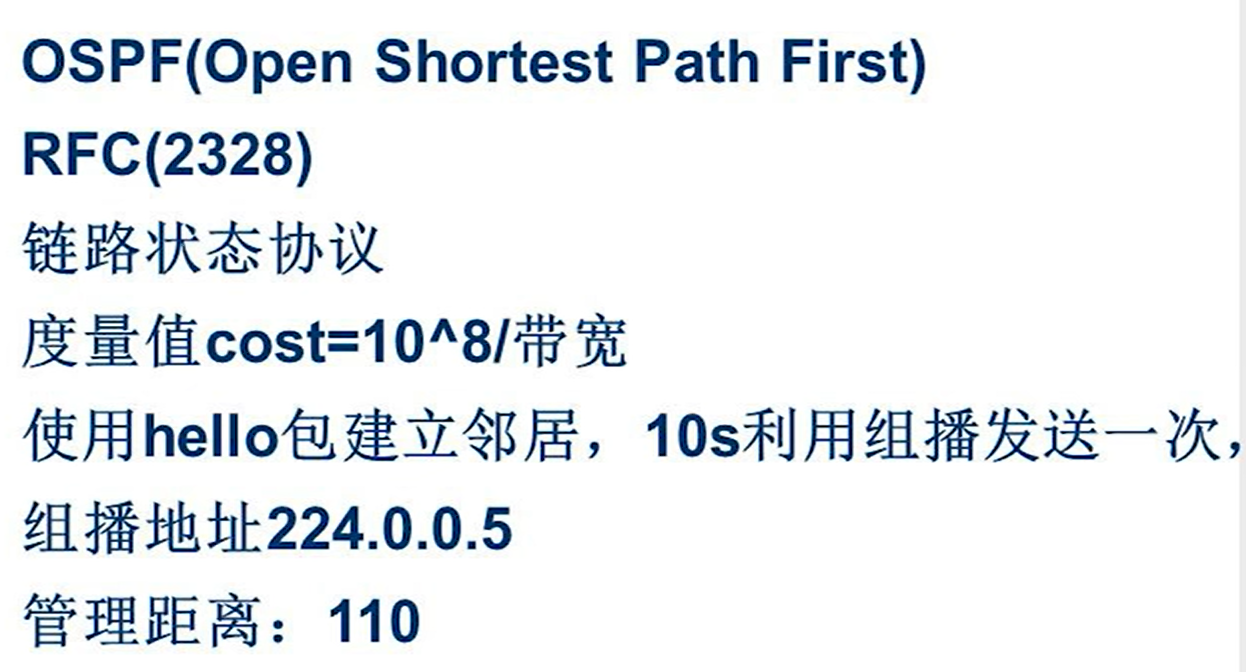 OSPF(Open Shortest Path First)
RFC(2328)
链路状态协议
度量值cost=10^8/带宽
使用hello包建立邻居，10s利用组播发送一次，
组播地址224.0.0.5
管理距离：110